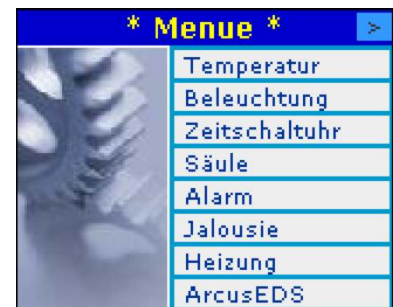 * Menue *
>
Temperatur
Beleuchtung
Zeitschaltuhr
Säule
Alarm
Jalousie
Heizung
ArcusEDS